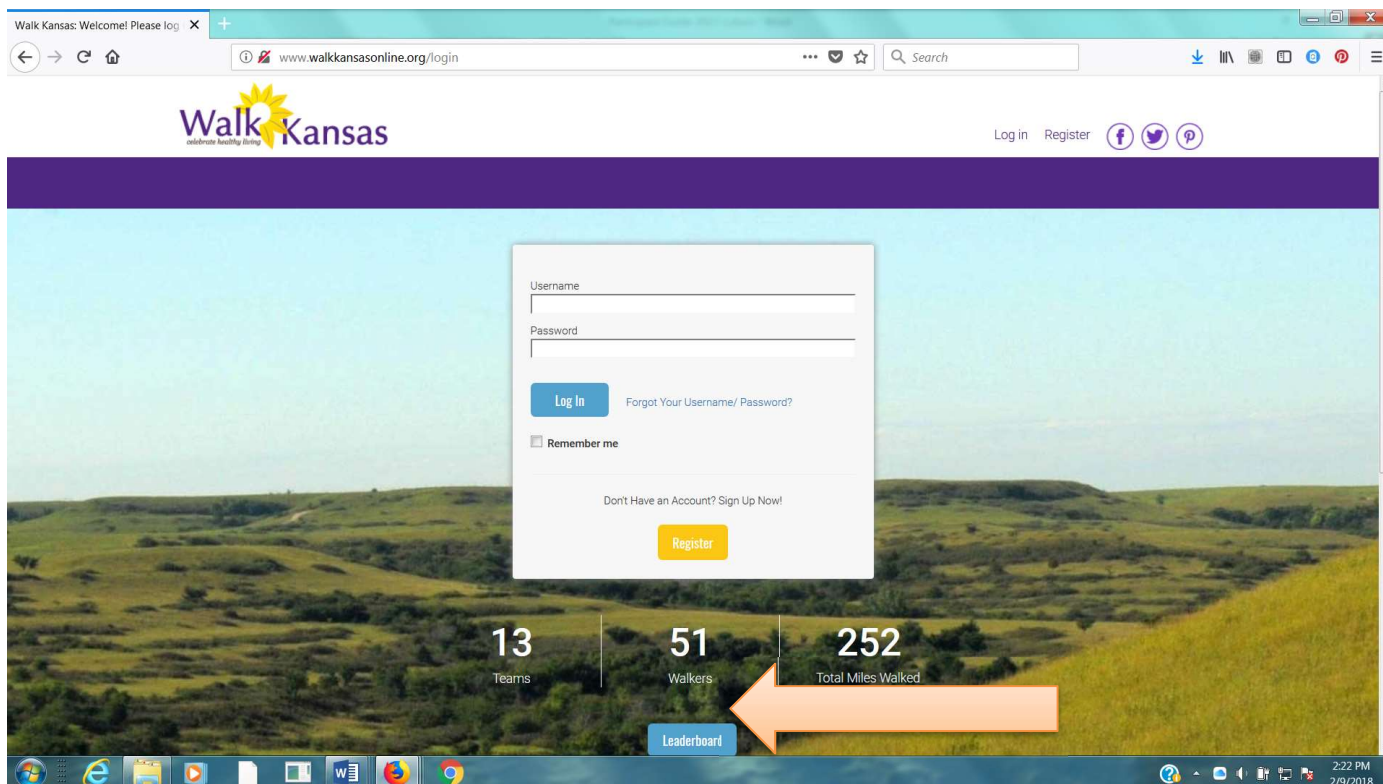 Walk Kansas: Welcome! Please log
www.walkkansasonline.org/login
Search
Walk Kansas
celebrate healthy living
Log in Register
Username
Password
Log In Forgot Your Username/ Password?
Remember me
Don't Have an Account? Sign Up Now!
Register
13 51 252
Teams Walkers Total Miles Walked
Leaderboard
2:22 PM
2/9/2018